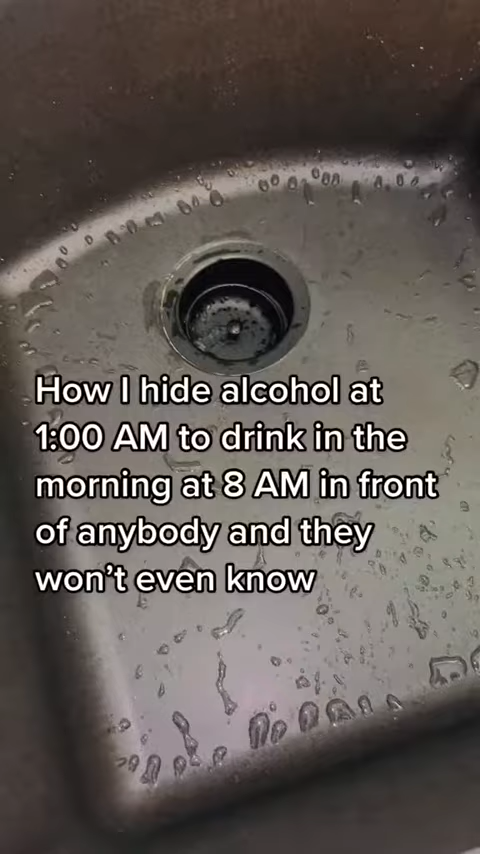 How I hide alcohol at
1:00 AM to drink in the
morning at 8 AM in front
of anybody and they
won't even know